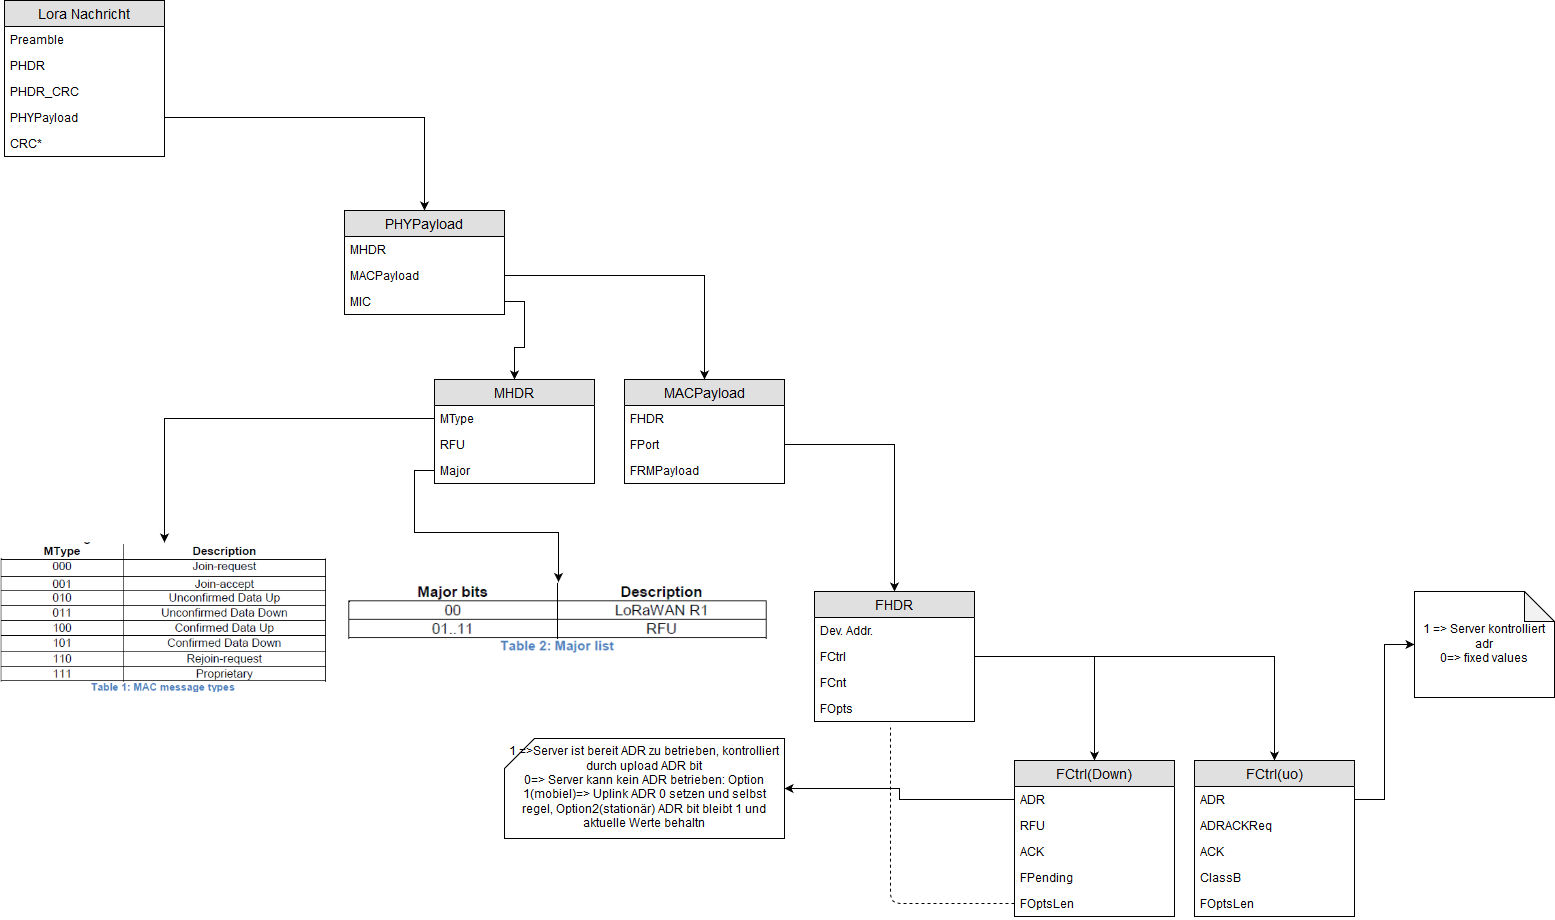 Lora Nachricht
Preamble
PHDR
PHDR_CRC
PHYPayload
CRC*
PHYPayload
MHDR
MACPayload
MIC
MHDR
MType
RFU
Major
MACPayload
FHDR
FPort
FRMPayload
MType Description
000 Join-request
001 Join-accept
010 Unconfirmed Data Up
011 Unconfirmed Data Down
100 Confirmed Data Up
101 Confirmed Data Down
110 Rejoin-request
111 Proprietary
Table 1: MAC message types
Major bits Description
00 LoRaWAN R1
01..11 RFU
Table 2: Major list
FHDR
Dev. Addr.
FCtrl
FCnt
FOpts
1 => Server kontrolliert
adr
0=> fixed values
1 =>Server ist bereit ADR zu betrieben, kontrolliert
durch upload ADR bit
0=> Server kann kein ADR betrieben: Option
1(mobiel)=> Uplink ADR 0 setzen und selbst
regel, Option2(stationär) ADR bit bleibt 1 und
aktuelle Werte behaltn
FCtrl(Down)
ADR
RFU
ACK
FPending
FOptsLen
FCtrl(uo)
ADR
ADRACKReq
ACK
ClassB
FOptsLen